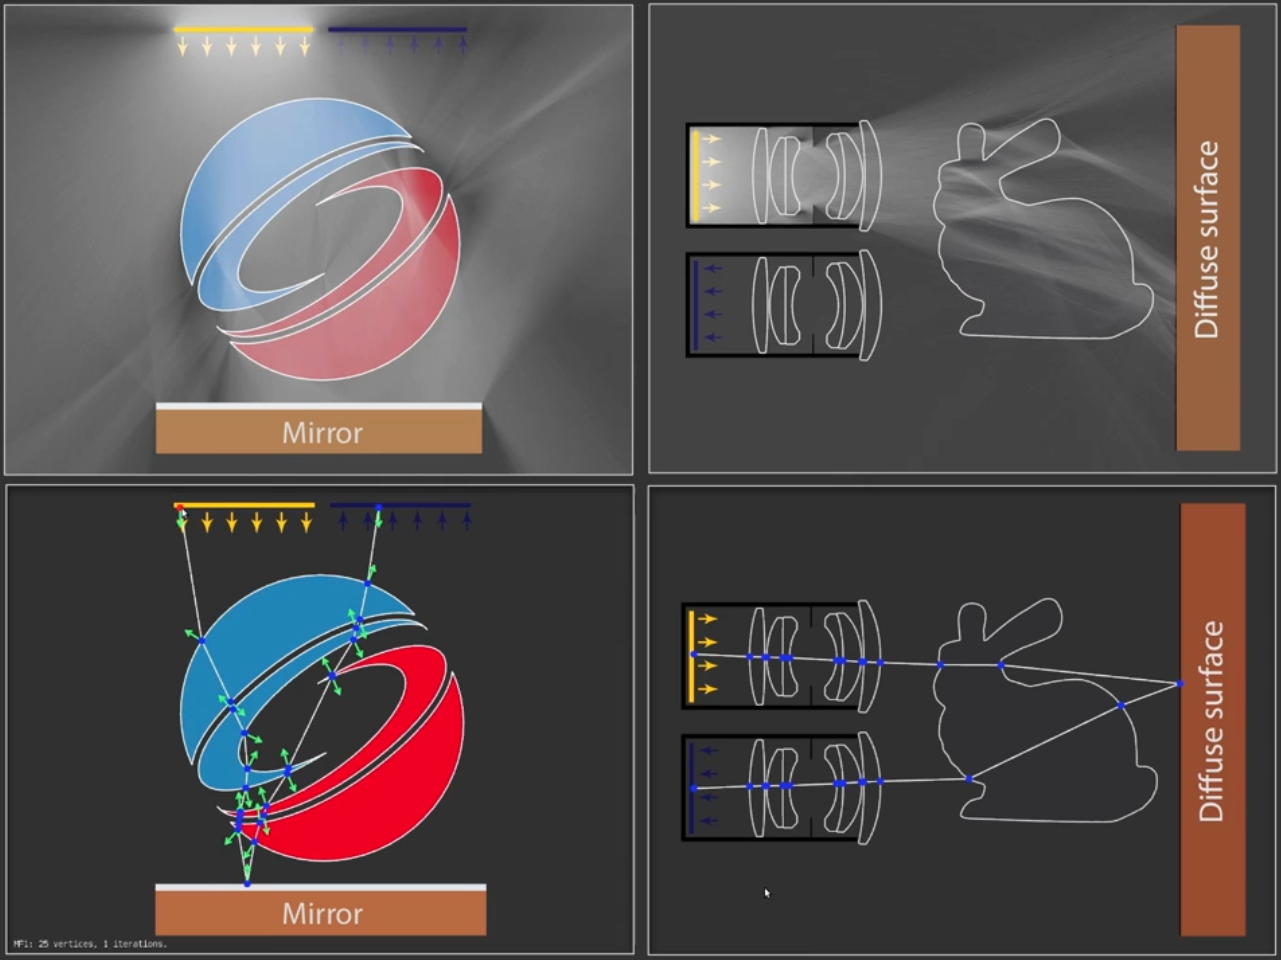 Mirror
Diffuse surface
Mirror
MF1: 25 vertices, 1 iterations.
Diffuse surface